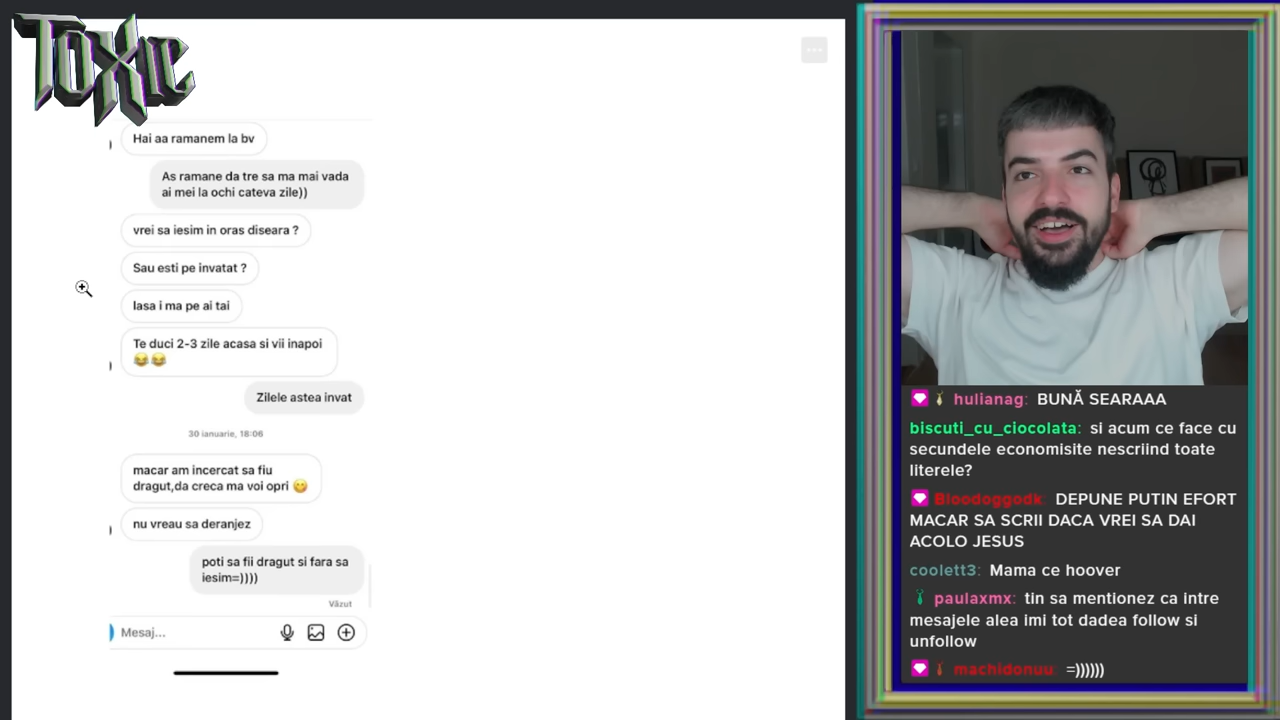 TOXIC
Hai aa ramanem la bv
As ramane da tre sa ma mai vada
ai mei la ochi cateva zile))
vrei sa iesim in oras diseara ?
Sau esti pe invatat ?
lasa i ma pe ai tai
Te duci 2-3 zile acasa si vii inapoi
😂😂
Zilele astea invat
30 ianuarie, 18:06
macar am incercat sa fiu
dragut,da creca ma voi opri 😋
nu vreau sa deranjez
poti sa fii dragut si fara sa
iesim=))))
Văzut
Mesaj...
hulianag: BUNĂ SEARAAA
biscuti_cu_ciocolata: si acum ce face cu
secundele economisite nescriind toate
literele?
Bloodoggodk: DEPUNE PUTIN EFORT
MACAR SA SCRII DACA VREI SA DAI
ACOLO JESUS
coolett3: Mama ce hoover
paulaxmx: tin sa mentionez ca intre
mesajele alea imi tot dadea follow si
unfollow
machidonuu: =))))))